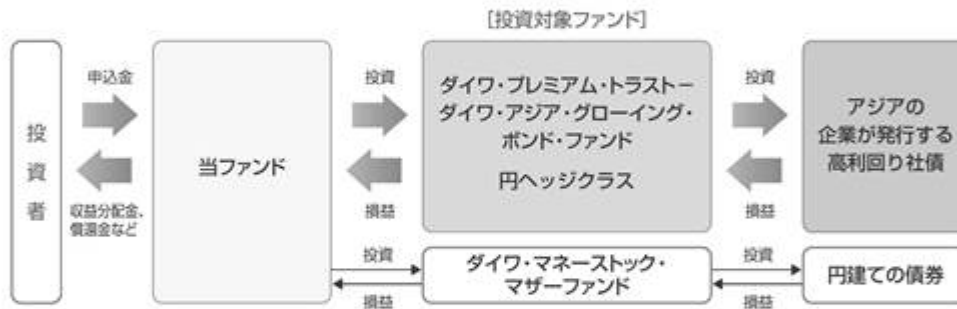 [投資対象ファンド]
投資者
申込金
収益分配金、
償還金など
当ファンド
投資
損益
ダイワ・プレミアム・トラスト－
ダイワ・アジア・グローイング・
ボンド・ファンド
円ヘッジクラス
投資
損益
アジアの
企業が発行する
高利回り社債
投資
損益
ダイワ・マネーストック・
マザーファンド
投資
損益
円建ての債券